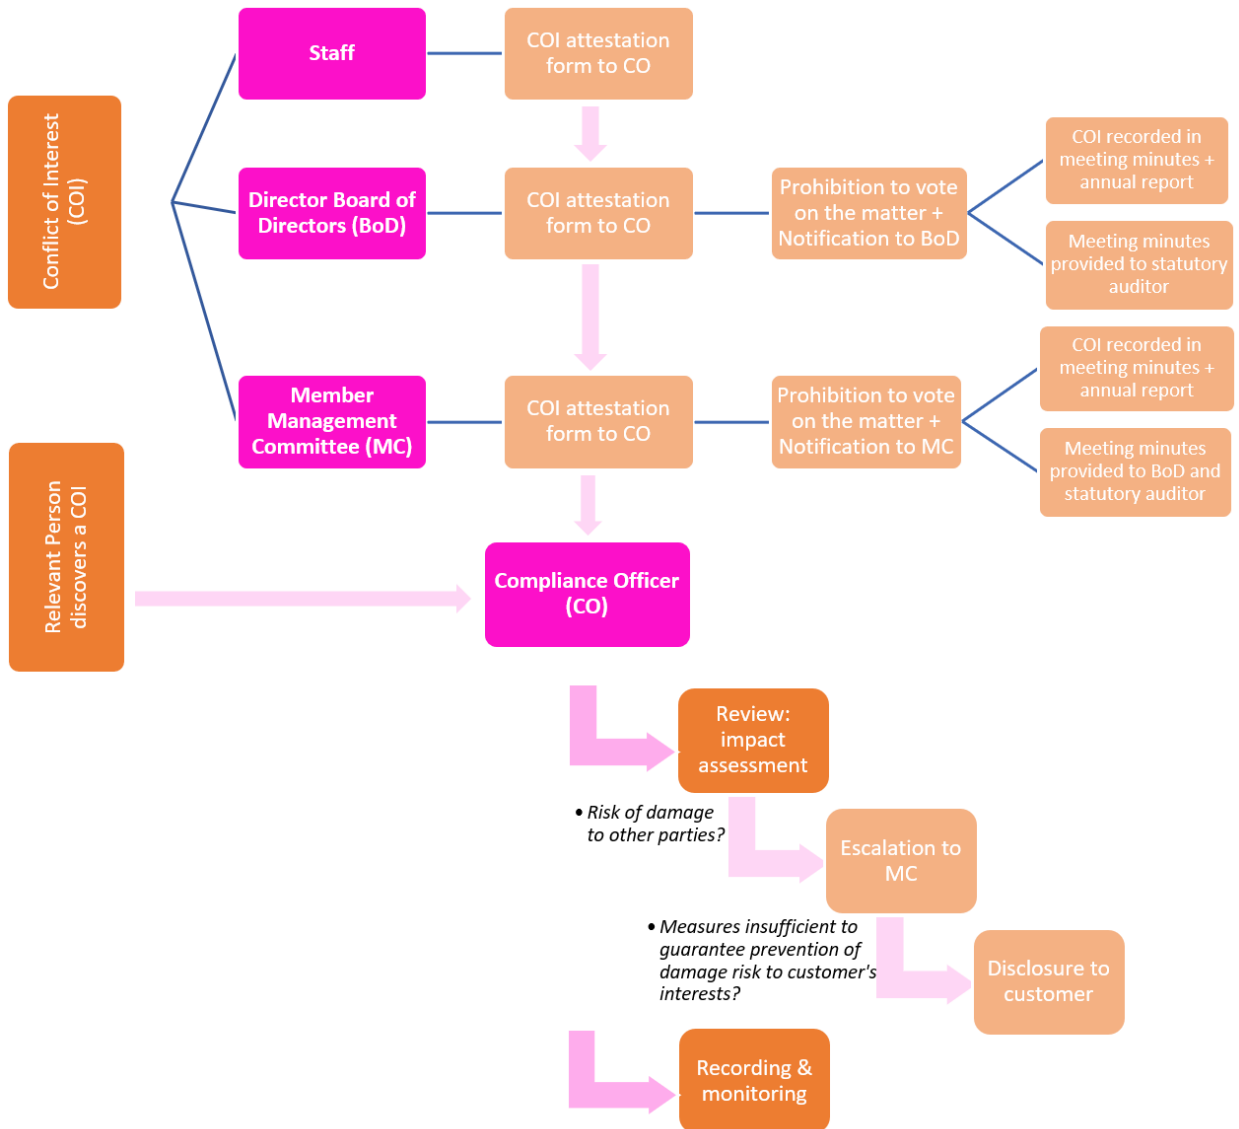 Conflict of Interest
(COI)
Staff
COI attestation
form to CO
Director Board of
Directors (BoD)
COI attestation
form to CO
Prohibition to vote
on the matter +
Notification to BoD
COI recorded in
meeting minutes +
annual report
Meeting minutes
provided to statutory
auditor
Member
Management
Committee (MC)
COI attestation
form to CO
Prohibition to vote
on the matter +
Notification to MC
COI recorded in
meeting minutes +
annual report
Meeting minutes
provided to BoD and
statutory auditor
Relevant Person
discovers a COI
Compliance Officer
(CO)
Review:
impact
assessment
• Risk of damage
to other parties?
Escalation to
MC
• Measures insufficient to
guarantee prevention of
damage risk to customer's
interests?
Disclosure to
customer
Recording &
monitoring